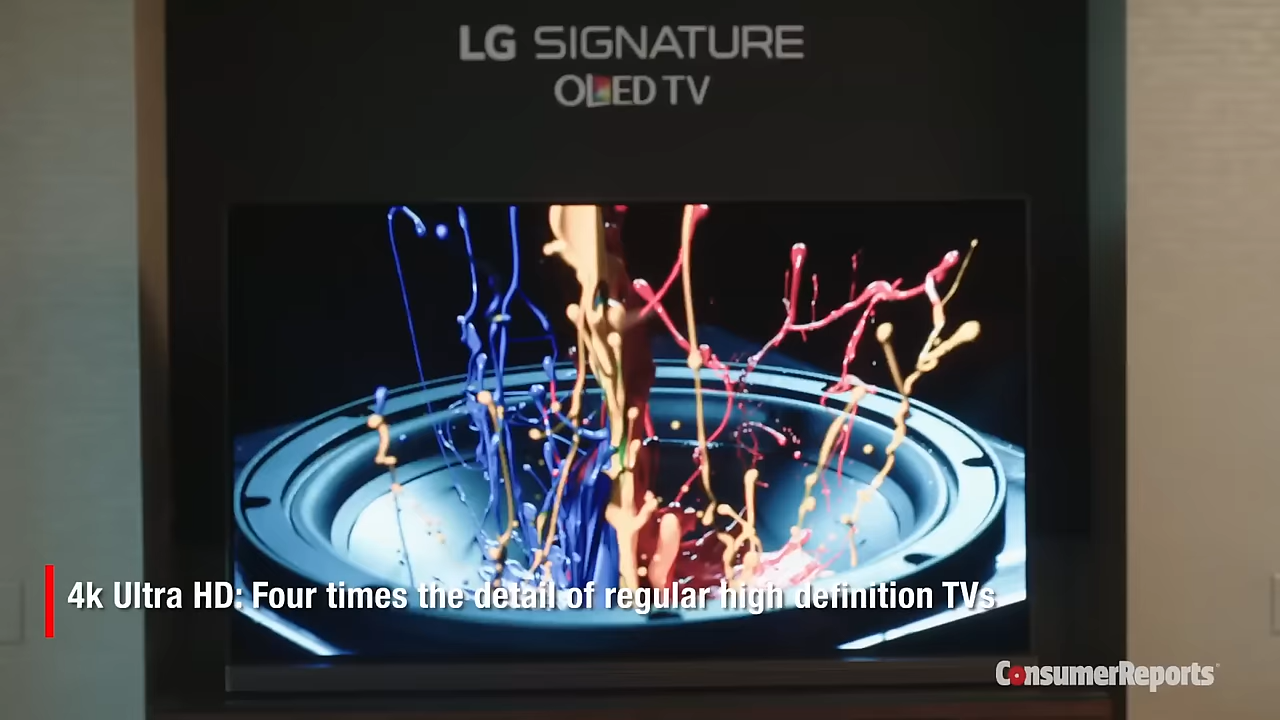 LG SIGNATURE
OLED TV
4k Ultra HD: Four times the detail of regular high definition TVs
ConsumerReports